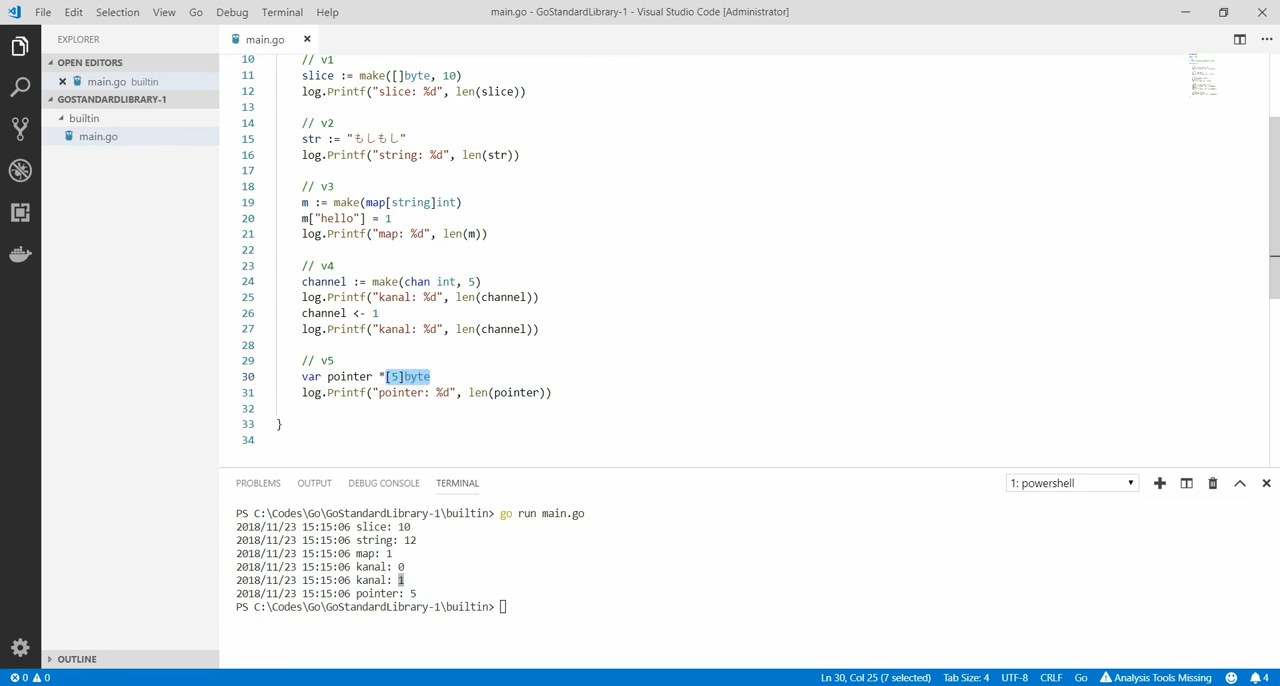 File Edit Selection View Go Debug Terminal Help main.go - GoStandardLibrary-1 - Visual Studio Code [Administrator]
EXPLORER
OPEN EDITORS
main.go builtin
GOSTANDARDLIBRARY-1
builtin
main.go
OUTLINE
main.go
10 // v1
11 slice := make([]byte, 10)
12 log.Printf("slice: %d", len(slice))
13
14 // v2
15 str := "もしもし"
16 log.Printf("string: %d", len(str))
17
18 // v3
19 m := make(map[string]int)
20 m["hello"] = 1
21 log.Printf("map: %d", len(m))
22
23 // v4
24 channel := make(chan int, 5)
25 log.Printf("kanal: %d", len(channel))
26 channel <- 1
27 log.Printf("kanal: %d", len(channel))
28
29 // v5
30 var pointer *[5]byte
31 log.Printf("pointer: %d", len(pointer))
32
33 }
34
PROBLEMS OUTPUT DEBUG CONSOLE TERMINAL 1: powershell
PS C:\Codes\Go\GoStandardLibrary-1\builtin> go run main.go
2018/11/23 15:15:06 slice: 10
2018/11/23 15:15:06 string: 12
2018/11/23 15:15:06 map: 1
2018/11/23 15:15:06 kanal: 0
2018/11/23 15:15:06 kanal: 1
2018/11/23 15:15:06 pointer: 5
PS C:\Codes\Go\GoStandardLibrary-1\builtin>
0 0 Ln 30, Col 25 (7 selected) Tab Size: 4 UTF-8 CRLF Go Analysis Tools Missing 4